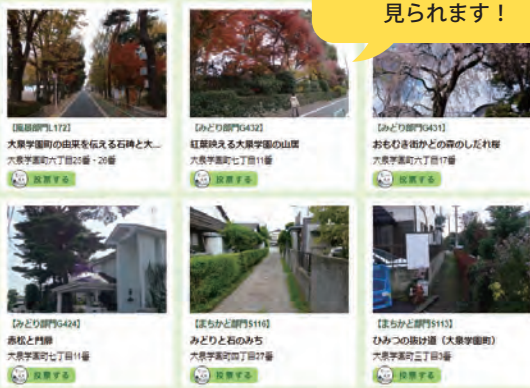 見られます！
【風景部門L172】
大泉学園町の由来を伝える石碑と大...
大泉学園町六丁目25番・26番
投票する
【みどり部門G432】
紅葉映える大泉学園の山茶
大泉学園町七丁目11番
投票する
【みどり部門G431】
おもむき街かどの森のしだれ桜
大泉学園町六丁目17番
投票する
【みどり部門G424】
赤松と門扉
大泉学園町七丁目11番
投票する
【まちかど部門S116】
みどりと石のみち
大泉学園町四丁目27番
投票する
【まちかど部門S113】
ひみつの抜け道（大泉学園町）
大泉学園町三丁目3番
投票する